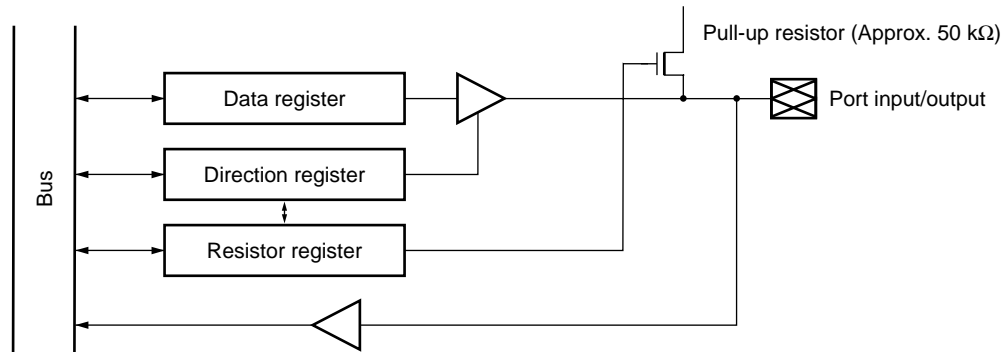 Pull-up resistor (Approx. 50 kΩ)
Data register
Port input/output
Direction register
Bus
Resistor register